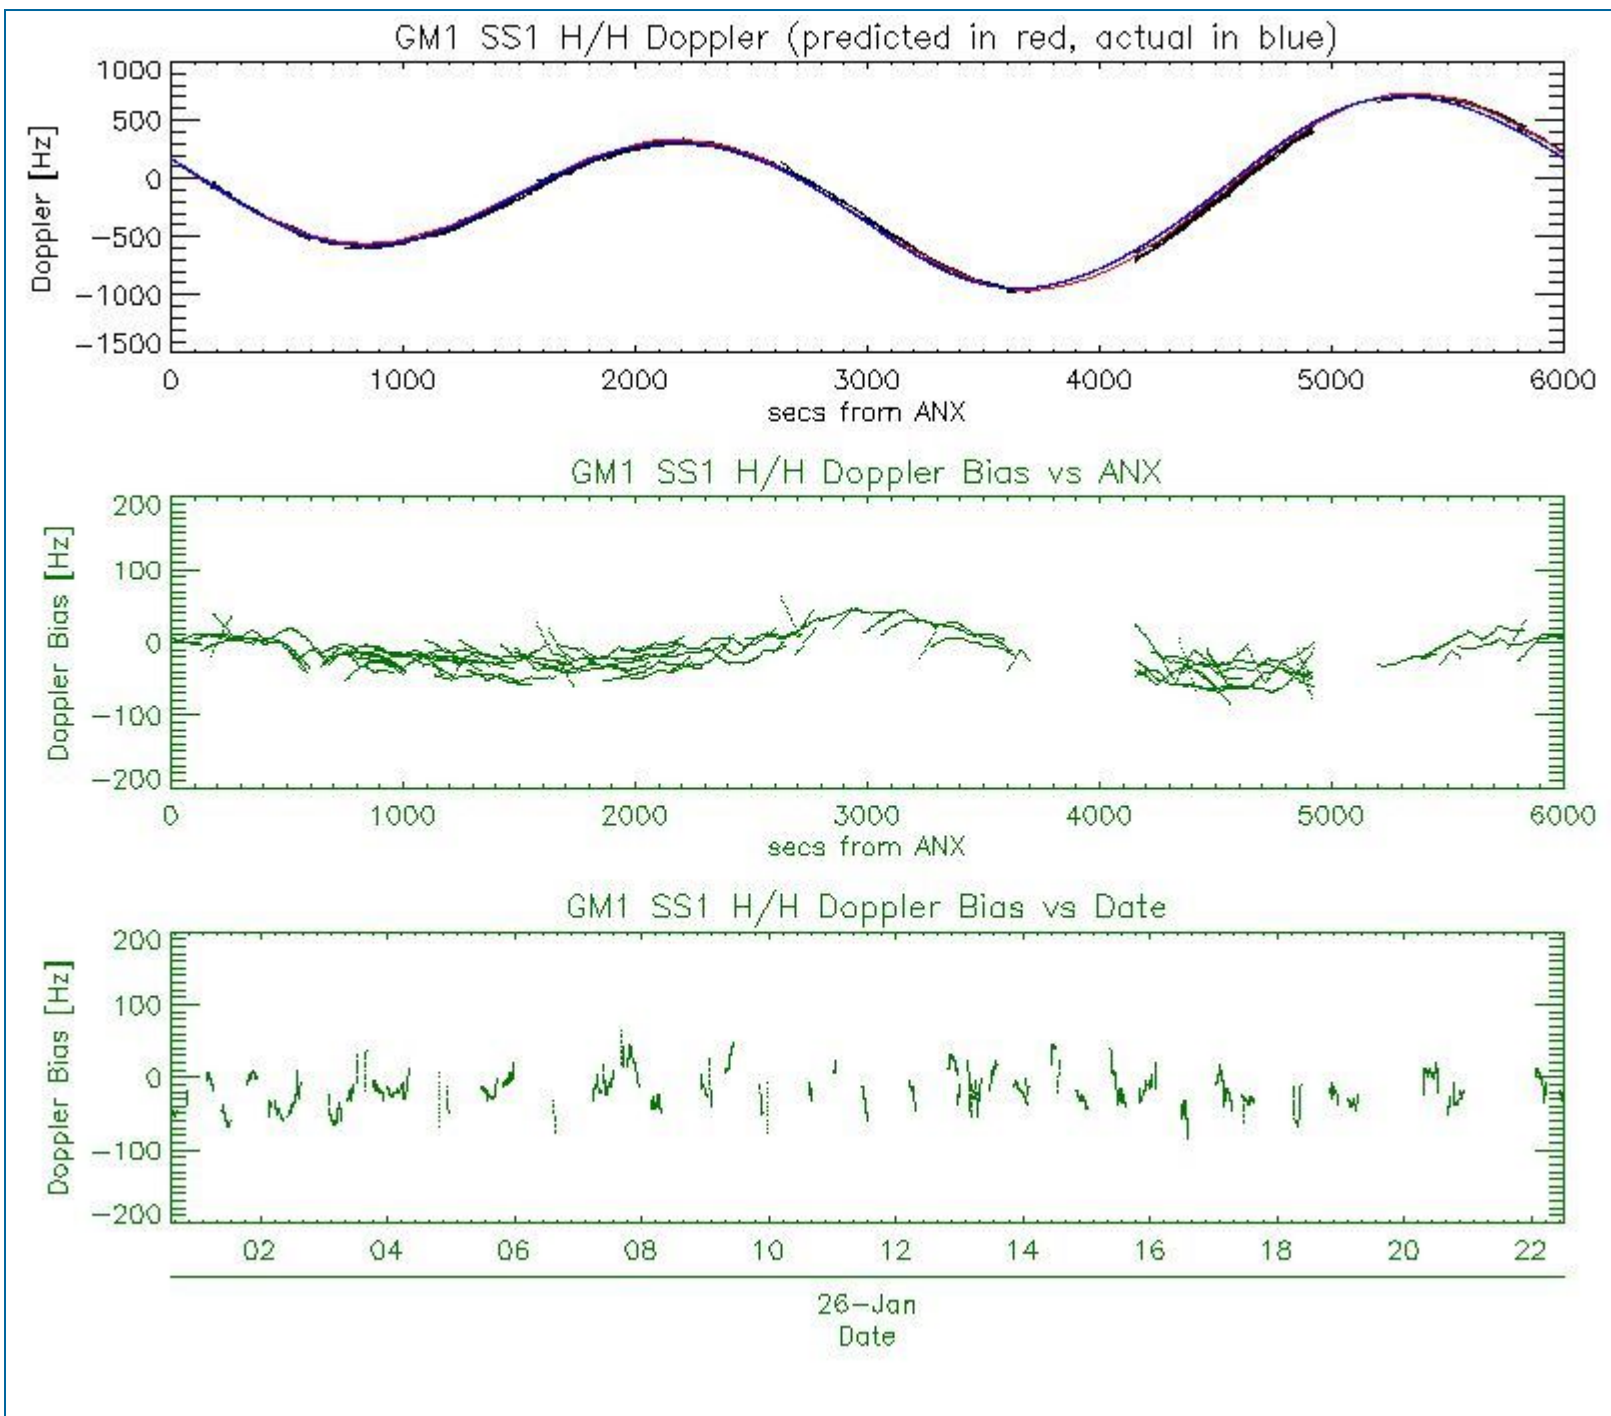 GM1 SS1 H/H Doppler (predicted in red, actual in blue)
1000
500
0
−500
−1000
−1500
Doppler [Hz]
0 1000 2000 3000 4000 5000 6000
secs from ANX
GM1 SS1 H/H Doppler Bias vs ANX
200
100
0
−100
−200
Doppler Bias [Hz]
0 1000 2000 3000 4000 5000 6000
secs from ANX
GM1 SS1 H/H Doppler Bias vs Date
200
100
0
−100
−200
Doppler Bias [Hz]
02 04 06 08 10 12 14 16 18 20 22
26−Jan
Date